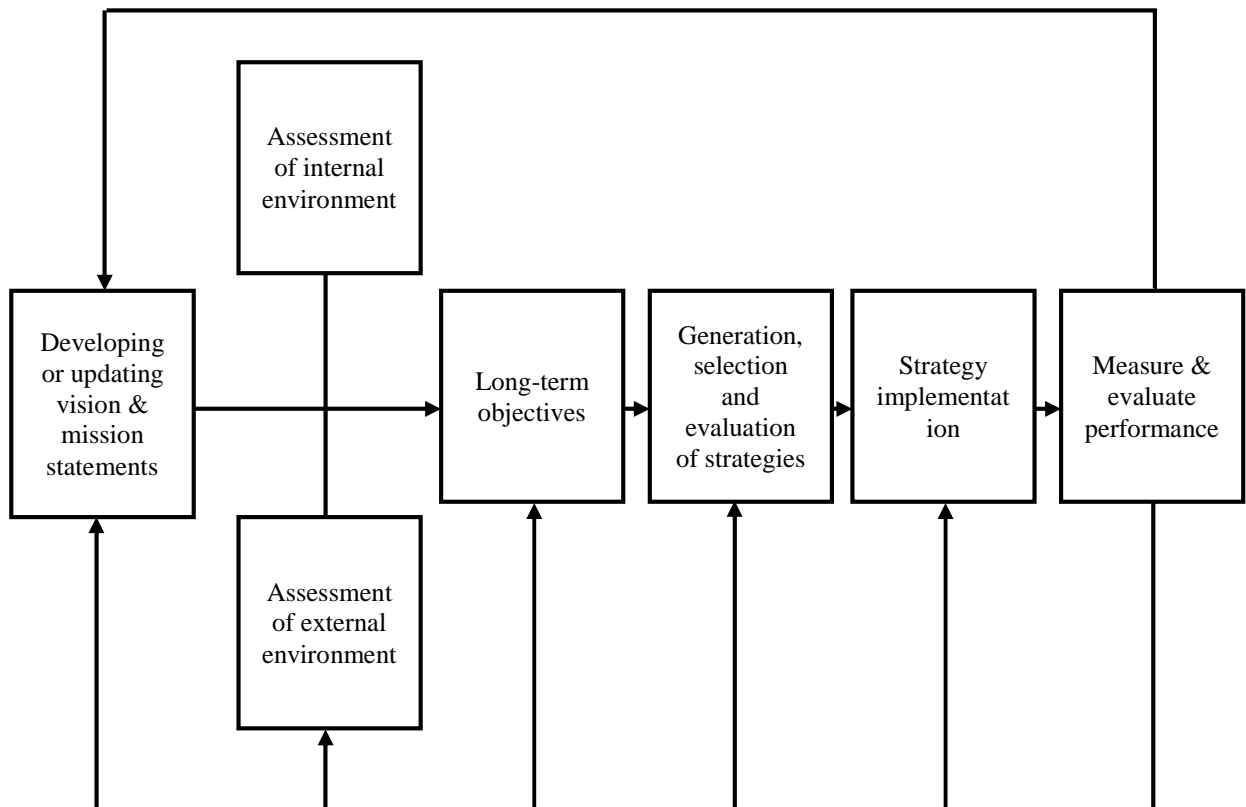 Assessment
of internal
environment
Developing
or updating
vision &
mission
statements
Long-term
objectives
Generation,
selection
and
evaluation
of strategies
Strategy
implementat
ion
Measure &
evaluate
performance
Assessment
of external
environment